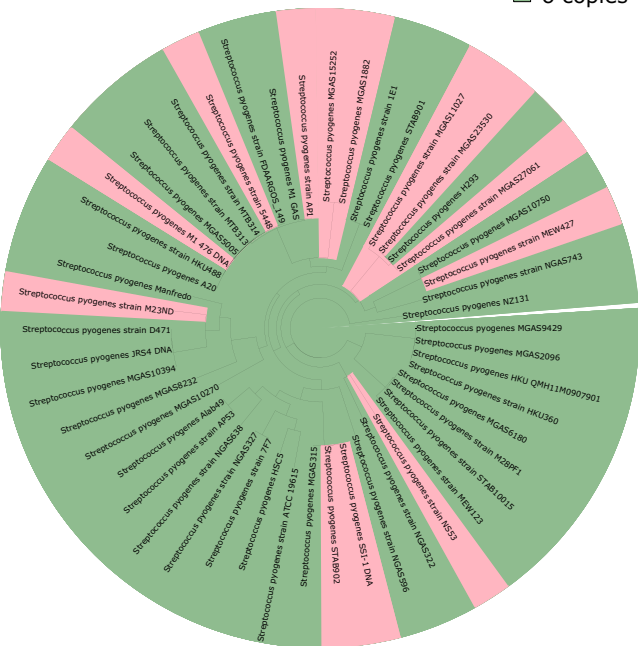 6 copies
Streptococcus pyogenes MGAS15252
Streptococcus pyogenes MGAS1882
Streptococcus pyogenes strain 1E1
Streptococcus pyogenes STAB901
Streptococcus pyogenes strain MGAS11027
Streptococcus pyogenes strain MGAS23530
Streptococcus pyogenes H293
Streptococcus pyogenes strain MGAS27061
Streptococcus pyogenes MGAS10750
Streptococcus pyogenes strain MEW427
Streptococcus pyogenes strain NGAS743
Streptococcus pyogenes NZ131
Streptococcus pyogenes MGAS9429
Streptococcus pyogenes MGAS2096
Streptococcus pyogenes HKU QMH11M0907901
Streptococcus pyogenes strain HKU360
Streptococcus pyogenes MGAS6180
Streptococcus pyogenes strain M28PF1
Streptococcus pyogenes strain STAB10015
Streptococcus pyogenes strain MEW123
Streptococcus pyogenes strain NS53
Streptococcus pyogenes strain NGAS322
Streptococcus pyogenes strain NGAS596
Streptococcus pyogenes SSI-1 DNA
Streptococcus pyogenes STAB902
Streptococcus pyogenes MGAS315
Streptococcus pyogenes strain ATCC 19615
Streptococcus pyogenes HSC5
Streptococcus pyogenes strain 7F7
Streptococcus pyogenes strain NGAS327
Streptococcus pyogenes strain NGAS638
Streptococcus pyogenes strain AP53
Streptococcus pyogenes Alab49
Streptococcus pyogenes MGAS10270
Streptococcus pyogenes MGAS8232
Streptococcus pyogenes MGAS10394
Streptococcus pyogenes JRS4 DNA
Streptococcus pyogenes strain D471
Streptococcus pyogenes strain M23ND
Streptococcus pyogenes Manfredo
Streptococcus pyogenes A20
Streptococcus pyogenes strain HKU488
Streptococcus pyogenes M1 476 DNA
Streptococcus pyogenes MGAS5005
Streptococcus pyogenes strain MTB313
Streptococcus pyogenes strain MTB314
Streptococcus pyogenes strain 5448
Streptococcus pyogenes strain FDAARGOS_149
Streptococcus pyogenes M1 GAS
Streptococcus pyogenes strain AP1